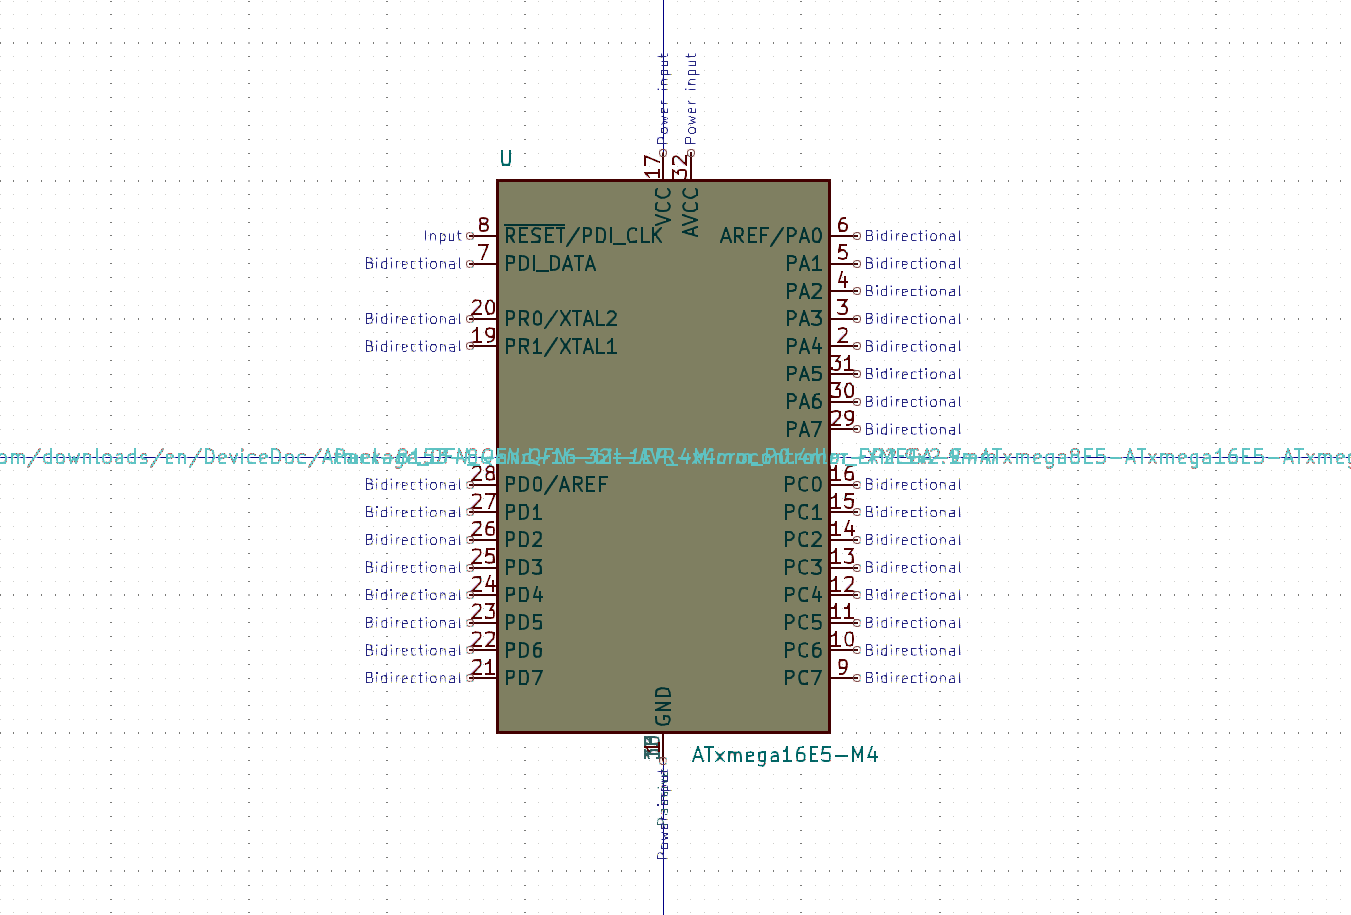 Power input
Power input
U
17
32
VCC
AVCC
Input 8 RESET/PDI_CLK AREF/PA0 6 Bidirectional
Bidirectional 7 PDI_DATA PA1 5 Bidirectional
PA2 4 Bidirectional
Bidirectional 20 PR0/XTAL2 PA3 3 Bidirectional
Bidirectional 19 PR1/XTAL1 PA4 2 Bidirectional
PA5 31 Bidirectional
PA6 30 Bidirectional
PA7 29 Bidirectional
om/downloads/en/DeviceDoc/
ATxmega8E5-ATxmega16E5-ATxmeg
Bidirectional 28 PD0/AREF PC0 16 Bidirectional
Bidirectional 27 PD1 PC1 15 Bidirectional
Bidirectional 26 PD2 PC2 14 Bidirectional
Bidirectional 25 PD3 PC3 13 Bidirectional
Bidirectional 24 PD4 PC4 12 Bidirectional
Bidirectional 23 PD5 PC5 11 Bidirectional
Bidirectional 22 PD6 PC6 10 Bidirectional
Bidirectional 21 PD7 PC7 9 Bidirectional
GND
ATxmega16E5-M4